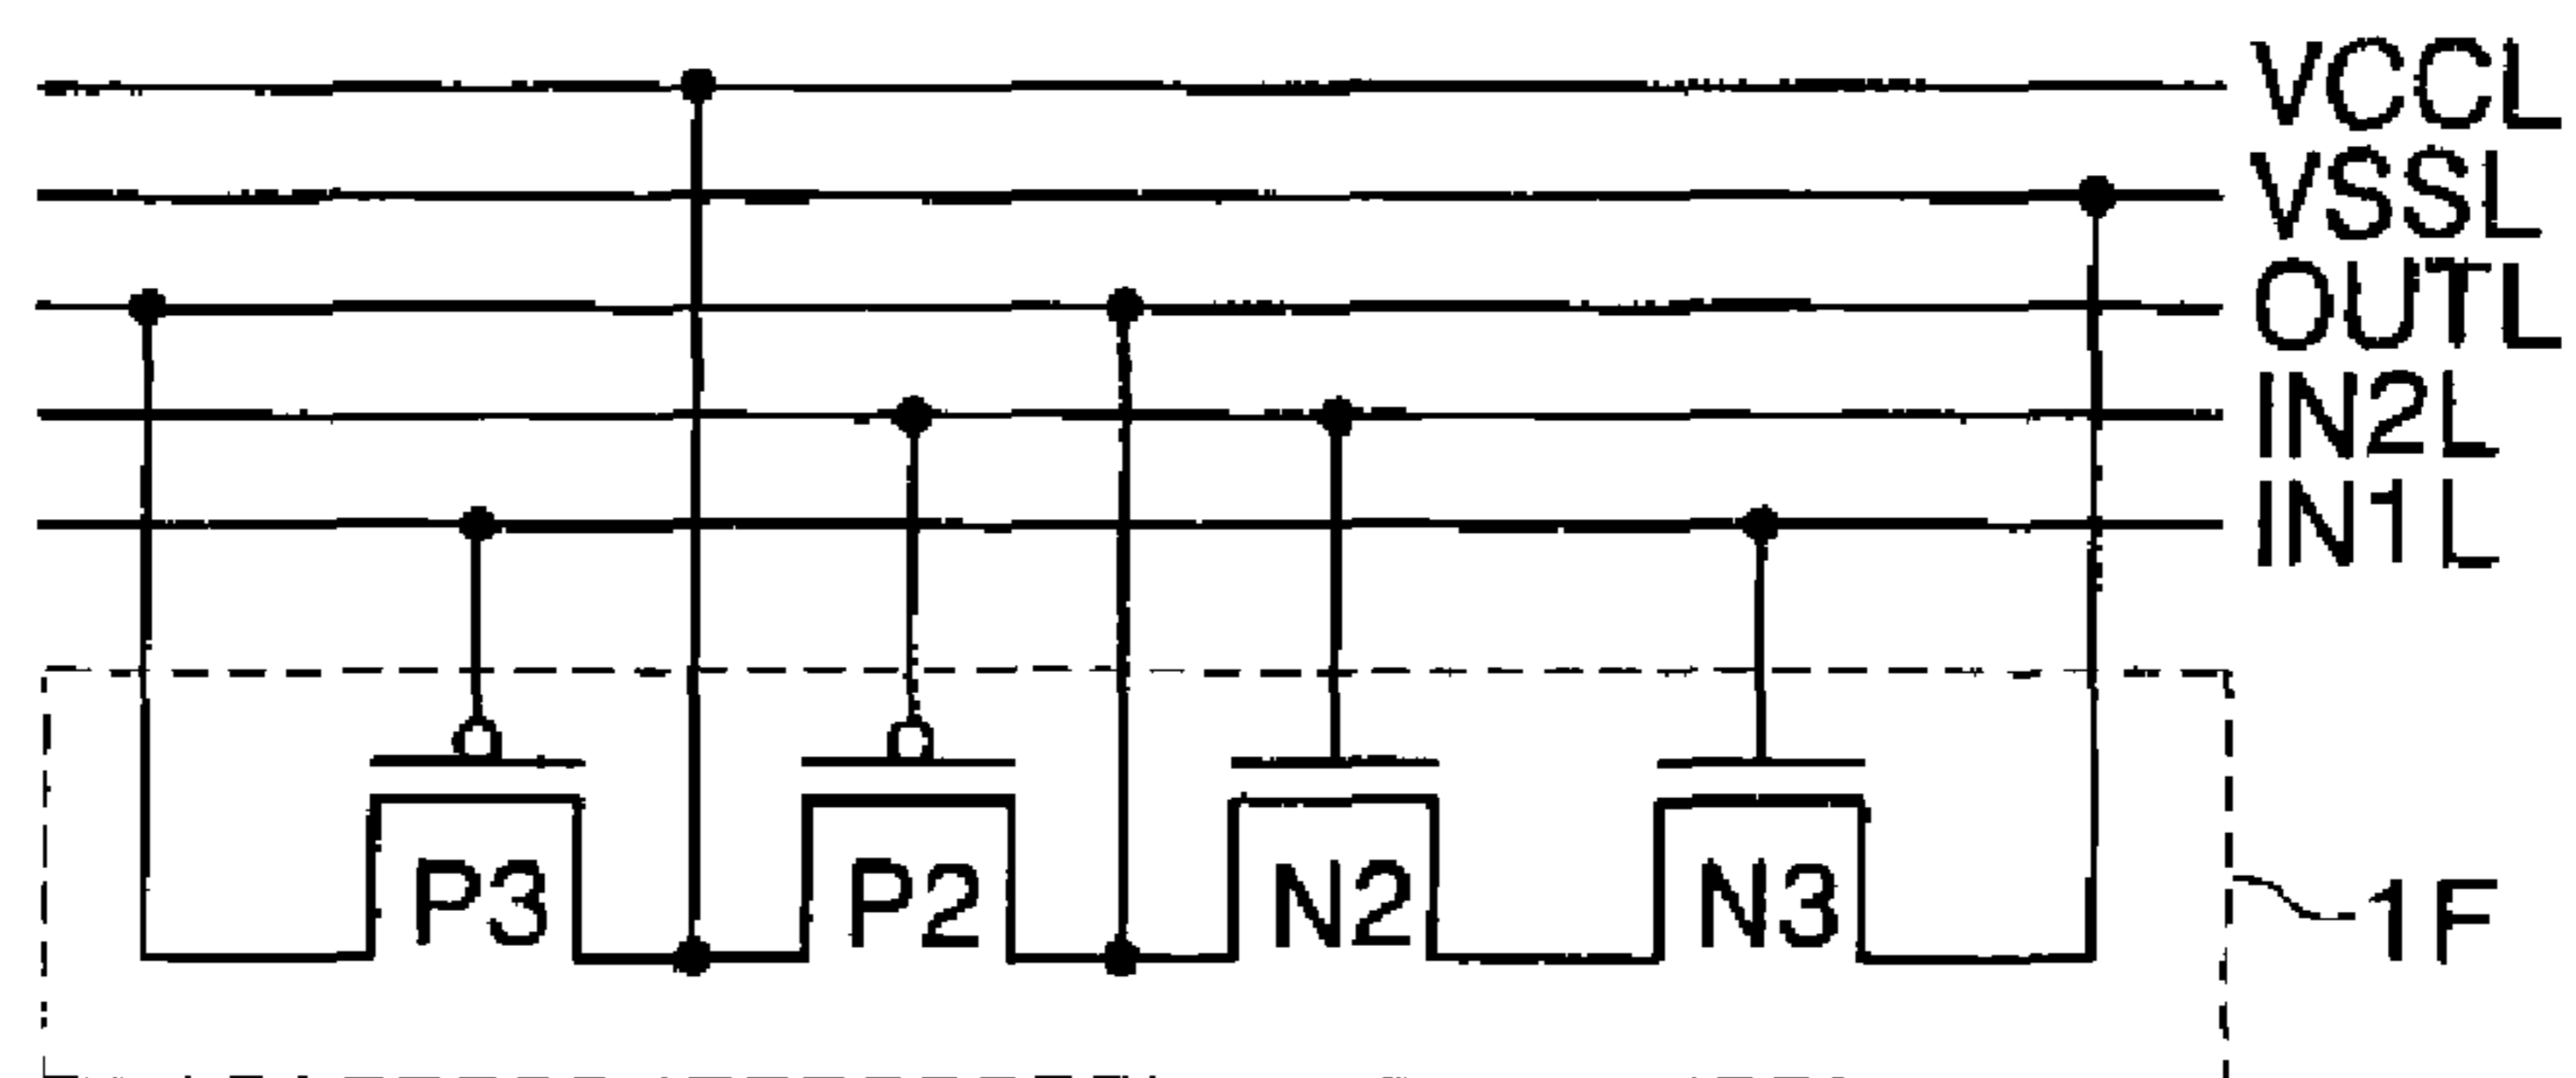 VCCL
VSSL
OUTL
IN2L
IN1L
P3 P2 N2 N3
1F